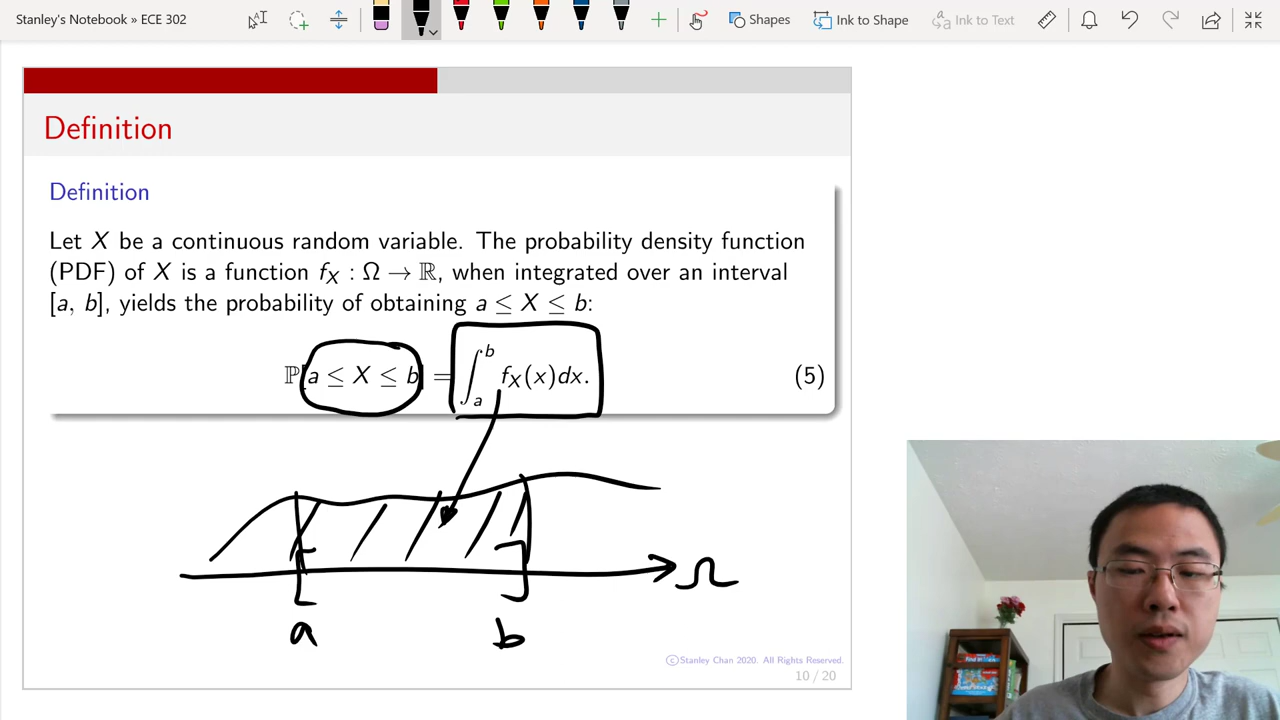 Stanley's Notebook » ECE 302
Shapes
Ink to Shape
Ink to Text
Definition
Definition
Let X be a continuous random variable. The probability density function
(PDF) of X is a function fX : Ω → ℝ, when integrated over an interval
[a, b], yields the probability of obtaining a ≤ X ≤ b:
ℙ[a ≤ X ≤ b] = ∫_a^b fX(x)dx. (5)
Ω
a b
©Stanley Chan 2020. All Rights Reserved.
10 / 20